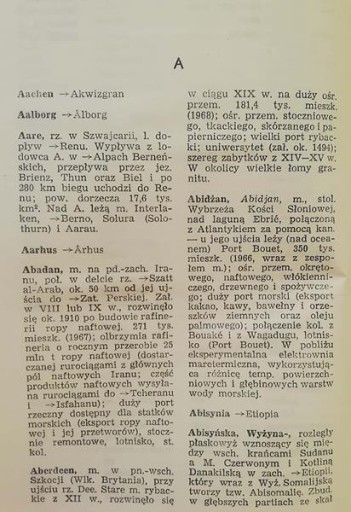 A
Aachen →Akwizgran
Aalborg →Ålborg
Aare, rz. w Szwajcarii, l. do-
pływ →Renu. Wypływa z lo-
dowca A. w →Alpach Berneń-
skich, przepływa przez jez.
Brienz, Thun oraz Biel i po
280 km biegu uchodzi do Re-
nu; pow. dorzecza 17,6 tys.
km². Nad A. leżą m. Interla-
ken, →Berno, Solura (Solo-
thurn) i Aarau.
Aarhus →Århus
Abadan, m. na pd.-zach. Ira-
nu, poł. w delcie rz. →Szatt
al-Arab, ok. 50 km od jej uj-
ścia do →Zat. Perskiej. Zał.
w VIII lub IX w., rozwinęło
się ok. 1910 po budowie rafine-
rii ropy naftowej. 271 tys.
mieszk. (1967); olbrzymia rafi-
neria o rocznym przerobie 25
mln t ropy naftowej (dostar-
czanej rurociągami z głównych
pól naftowych Iranu; część
produktów naftowych wysyła-
na rurociągami do →Teheranu
i →Isfahanu); duży port
rzeczny dostępny dla statków
morskich (eksport ropy nafto-
wej i jej przetworów), stocz-
nie remontowe, lotnisko, st.
kol.
Aberdeen, m. w pn.-wsch.
Szkocji (Wlk. Brytania), przy
ujściu rz. Dee. Stare m. rybac-
kie z XII w., rozwinęło się
w ciągu XIX w. na duży ośr.
przem. 181,4 tys. mieszk.
(1968); ośr. przem. stoczniowe-
go, tkackiego, skórzanego i pa-
pierniczego; wielki port rybac-
ki; uniwersytet (zał. ok. 1494);
szereg zabytków z XIV—XV w.
W okolicy wielkie łomy gra-
nitu.
Abidżan, Abidjan, m., stol.
Wybrzeża Kości Słoniowej,
nad laguną Ebrié, połączoną
z Atlantykiem za pomocą kan.
— u jego ujścia leży (nad ocea-
nem) Port Bouet, 350 tys.
mieszk. (1966, wraz z zespo-
łem m.); ośr. przem. okręto-
wego, naftowego, włókienni-
czego, drzewnego i spożywcze-
go; duży port morski (eksport
kakao, kawy, bawełny i orze-
szków ziemnych oraz oleju
palmowego); połączenie kol. z
Bouaké i z Wagadugu, lotnis-
ko (Port Bouet). W pobliżu
eksperymentalna elektrownia
maretermiczna, wykorzystują-
ca różnicę temp. powierzch-
niowych i głębinowych warstw
wody morskiej.
Abisynia →Etiopia
Abisyńska, Wyżyna-, rozległy
płaskowyż wznoszący się mię-
dzy wsch. krańcami Sudanu
a M. Czerwonym i Kotliną
Danakilską w zach. →Etiopii,
który wraz z Wyż. Somalijską
tworzy tzw. Abisomalię. Zbud.
w głębszych partiach ze skał